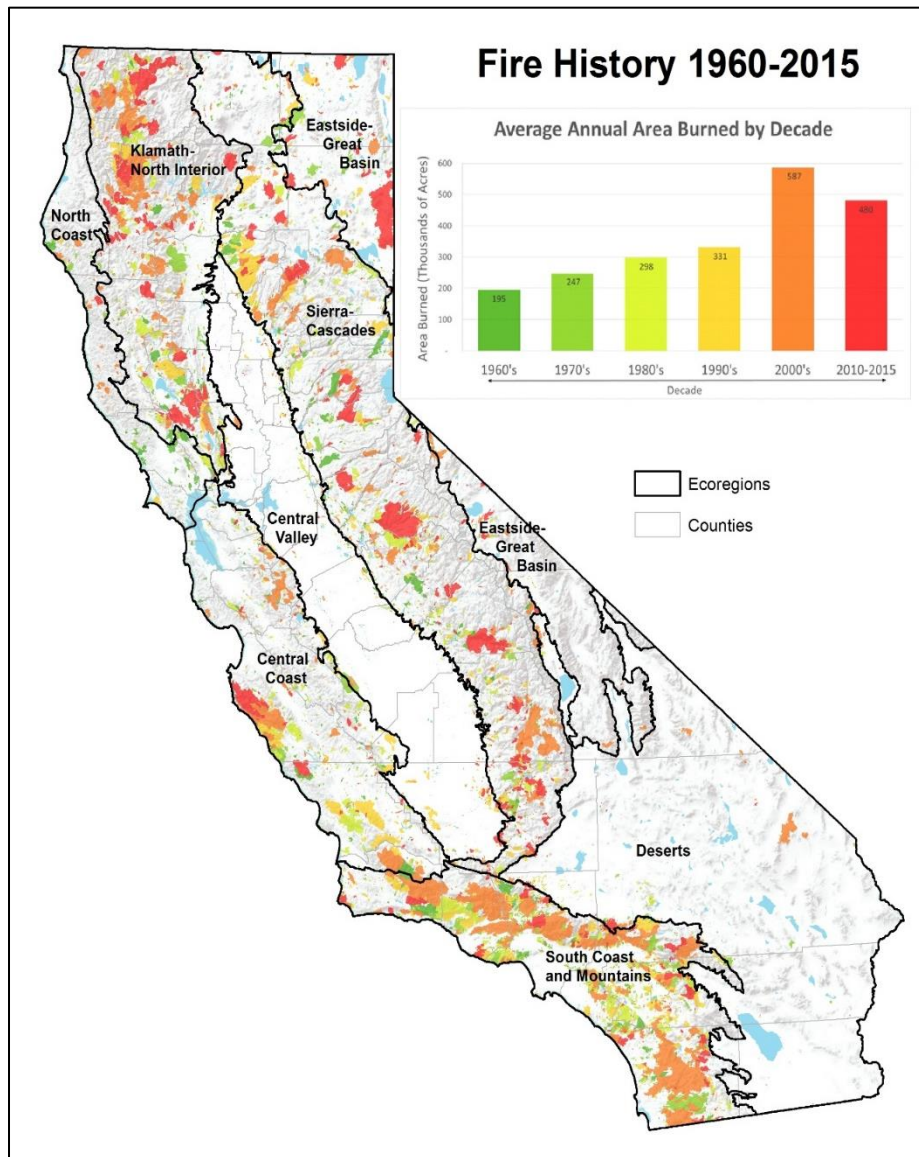 Fire History 1960-2015
Average Annual Area Burned by Decade
Area Burned (Thousands of Acres)
600
500
400
300
200
100
-
195
247
298
331
587
480
1960's
1970's
1980's
1990's
2000's
2010-2015
Decade
Ecoregions
Counties
Klamath-
North Interior
Eastside-
Great
Basin
North
Coast
Sierra-
Cascades
Central
Valley
Eastside-
Great
Basin
Central
Coast
Deserts
South Coast
and Mountains